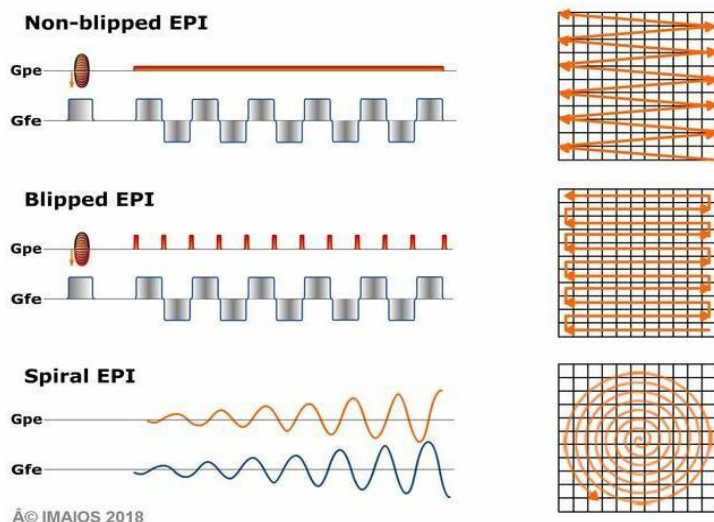 Non-blipped EPI
Gpe
Gfe
Blipped EPI
Gpe
Gfe
Spiral EPI
Gpe
Gfe
Â© IMAIOS 2018